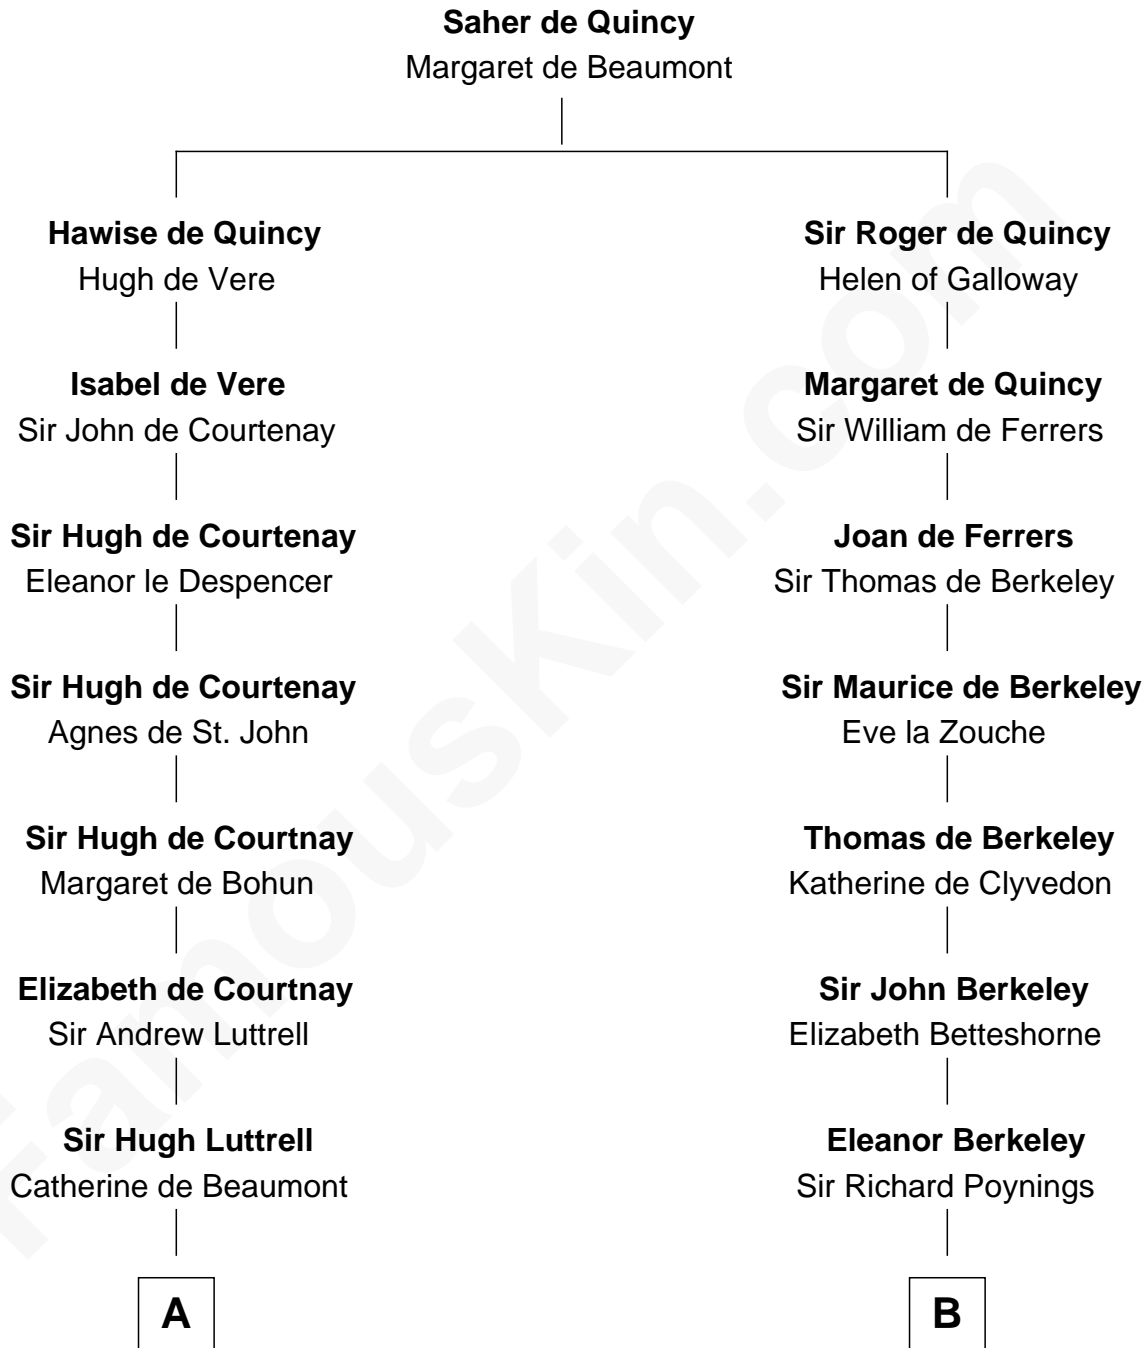 Saher de Quincy
Margaret de Beaumont
Hawise de Quincy
Hugh de Vere
Sir Roger de Quincy
Helen of Galloway
Isabel de Vere
Sir John de Courtenay
Margaret de Quincy
Sir William de Ferrers
Sir Hugh de Courtenay
Eleanor le Despencer
Joan de Ferrers
Sir Thomas de Berkeley
Sir Hugh de Courtenay
Agnes de St. John
Sir Maurice de Berkeley
Eve la Zouche
Sir Hugh de Courtnay
Margaret de Bohun
Thomas de Berkeley
Katherine de Clyvedon
Elizabeth de Courtnay
Sir Andrew Luttrell
Sir John Berkeley
Elizabeth Betteshorne
Sir Hugh Luttrell
Catherine de Beaumont
Eleanor Berkeley
Sir Richard Poynings
A
B
FamousKin.com